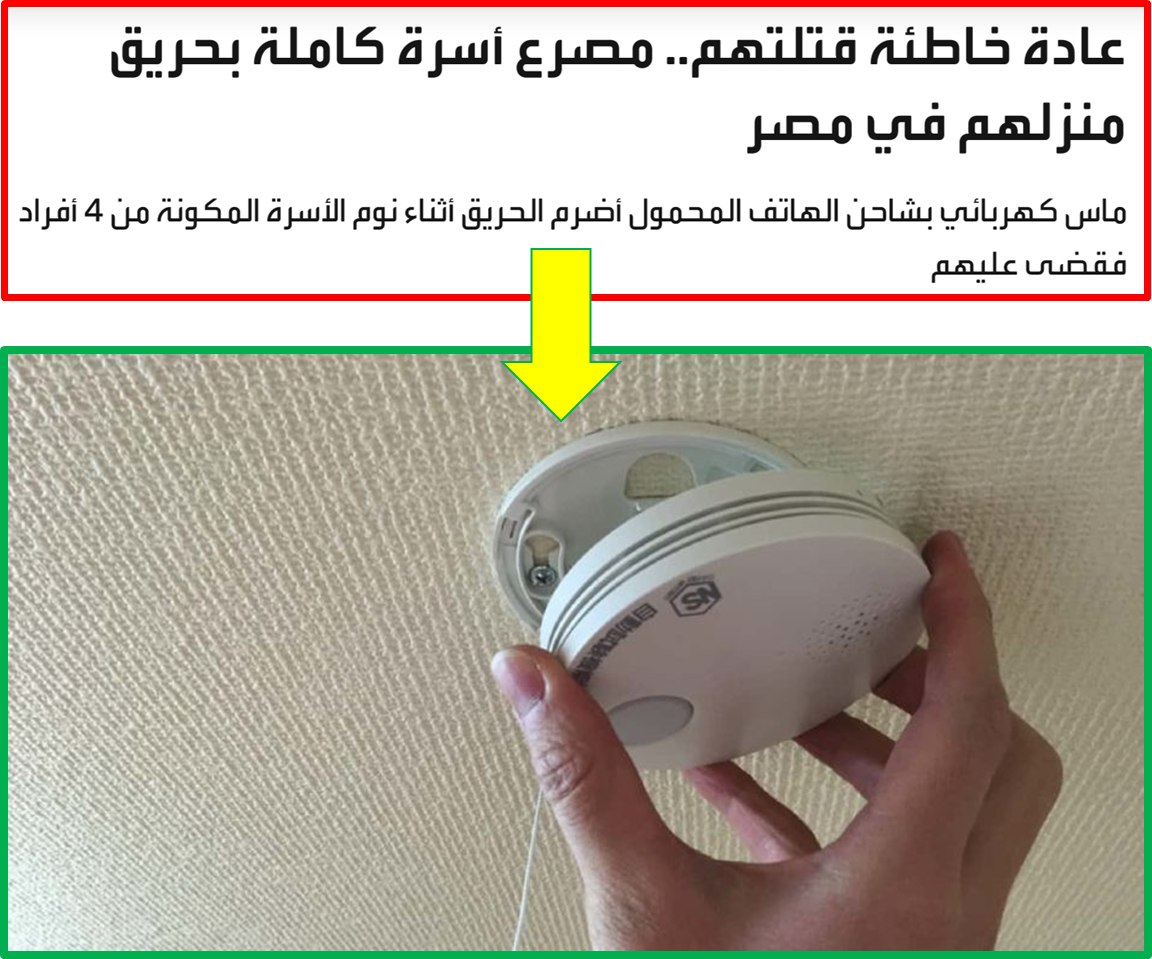 عادة خاطئة قتلتهم.. مصرع أسرة كاملة بحريق
منزلهم في مصر
ماس كهربائي بشاحن الهاتف المحمول أضرم الحريق أثناء نوم الأسرة المكونة من 4 أفراد
فقضى عليهم
NS